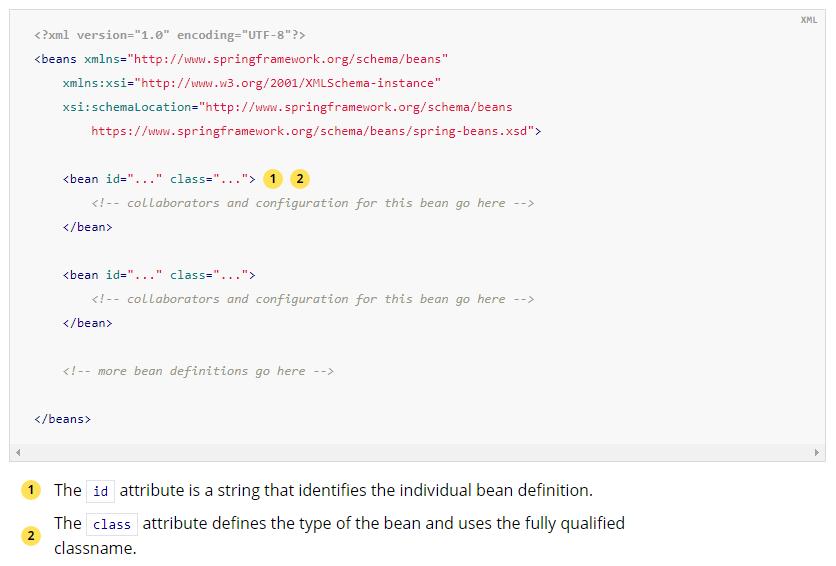 XML
<?xml version="1.0" encoding="UTF-8"?>
<beans xmlns="http://www.springframework.org/schema/beans"
xmlns:xsi="http://www.w3.org/2001/XMLSchema-instance"
xsi:schemaLocation="http://www.springframework.org/schema/beans
https://www.springframework.org/schema/beans/spring-beans.xsd">
<bean id="..." class="..."> 1 2
<!-- collaborators and configuration for this bean go here -->
</bean>
<bean id="..." class="...">
<!-- collaborators and configuration for this bean go here -->
</bean>
<!-- more bean definitions go here -->
</beans>
1 The id attribute is a string that identifies the individual bean definition.
2 The class attribute defines the type of the bean and uses the fully qualified
classname.